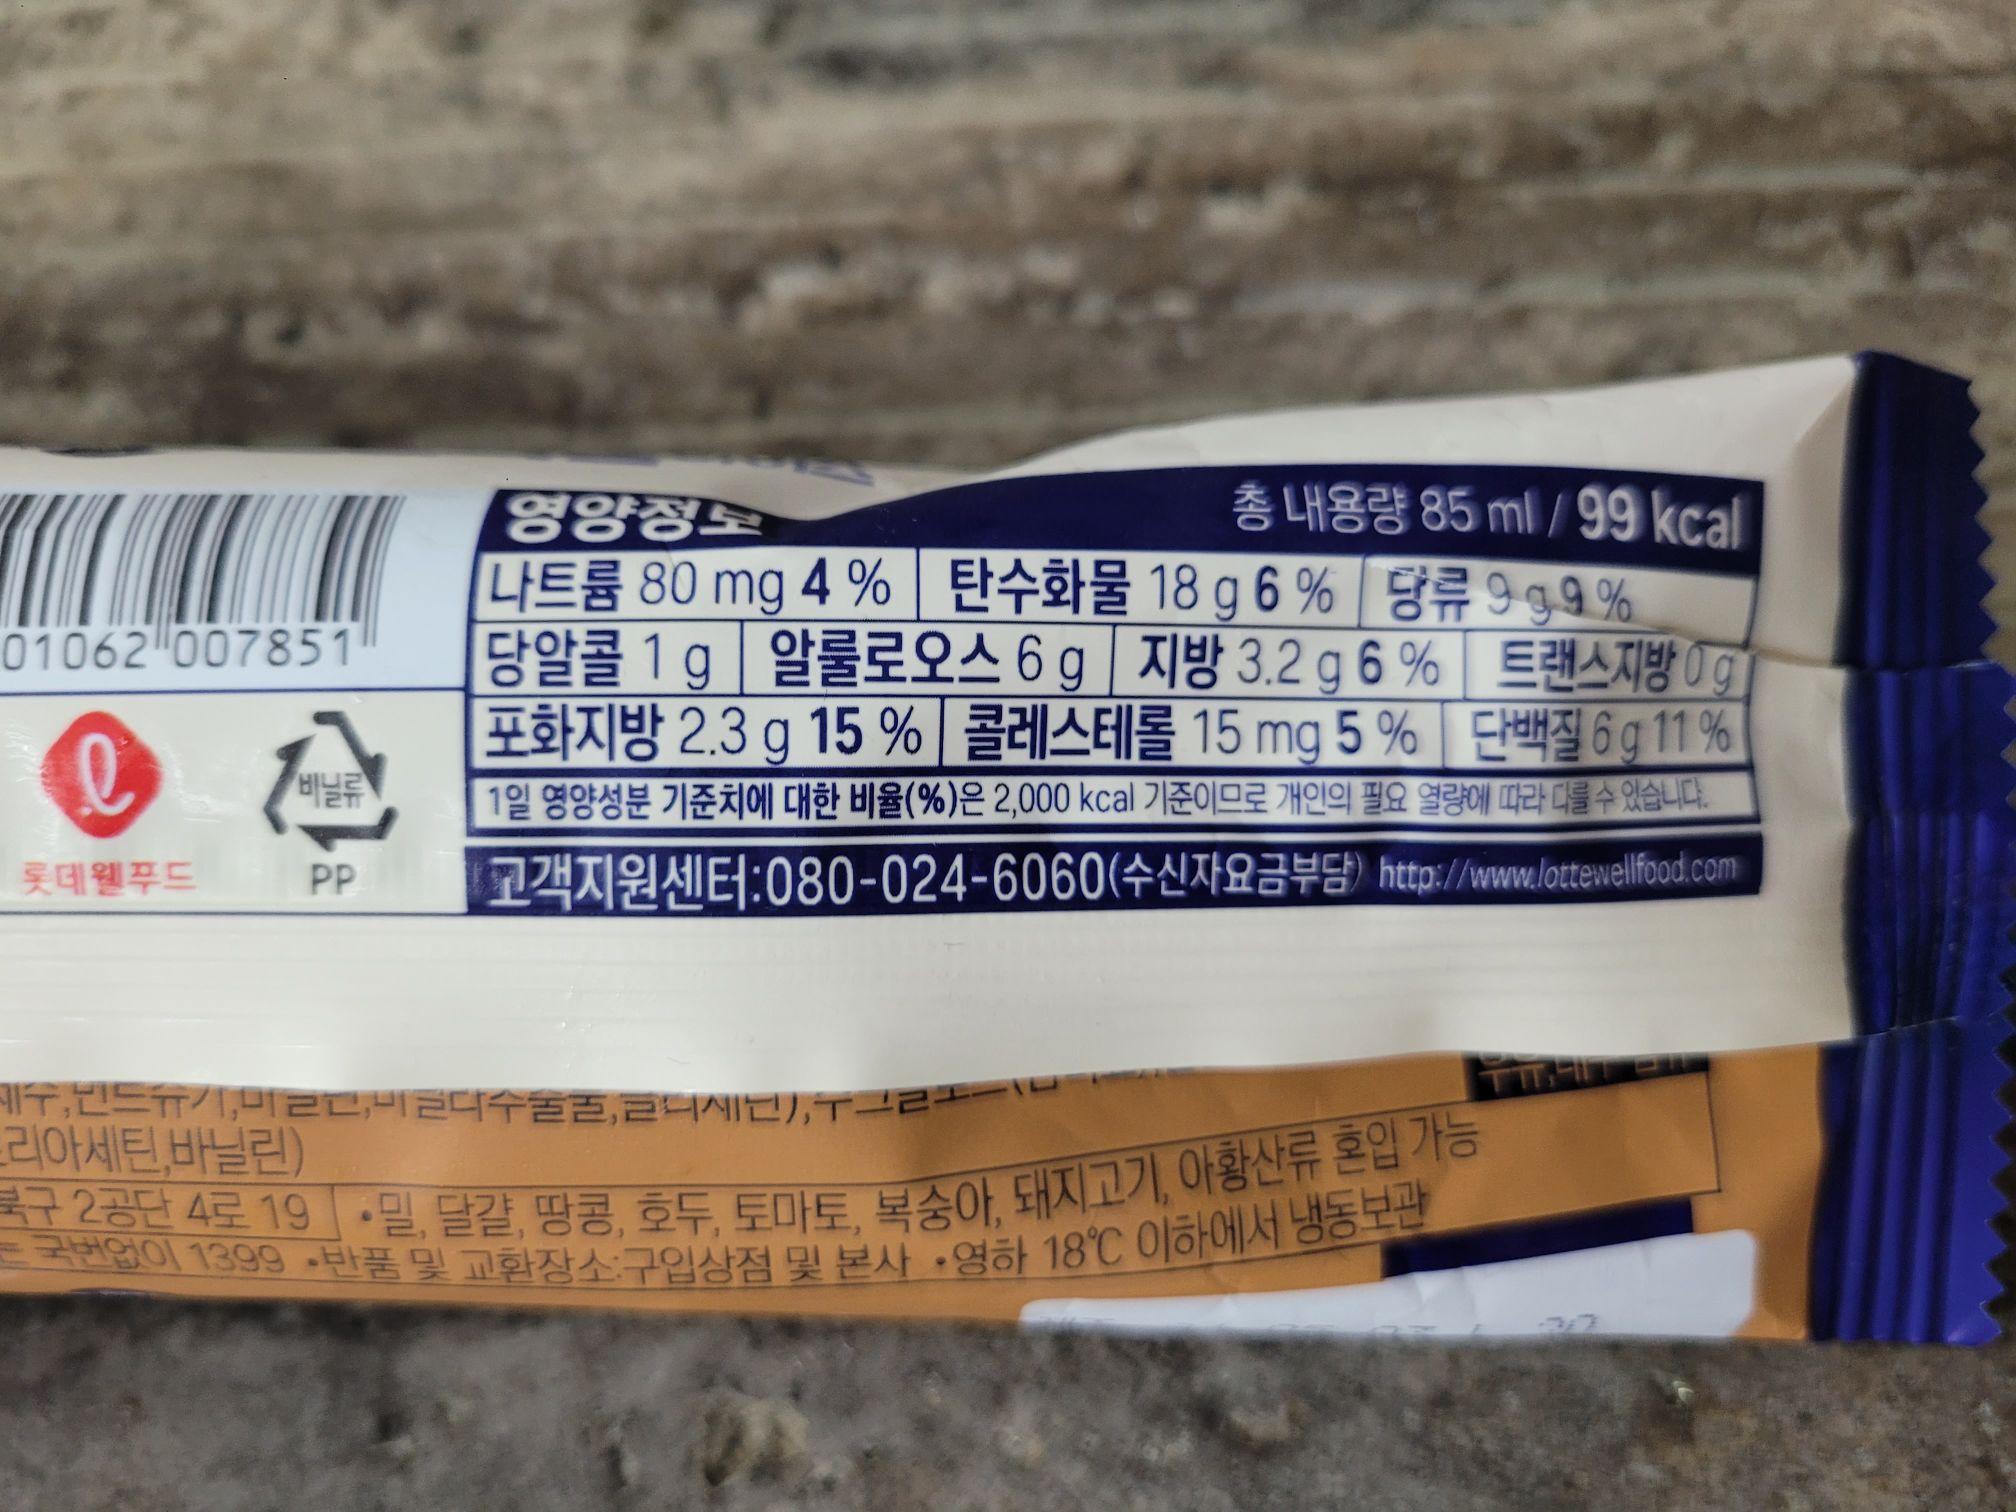 영양정보 총 내용량 85 ml / 99 kcal
나트륨 80 mg 4 % 탄수화물 18 g 6 % 당류 9 g 9 %
당알콜 1 g 알룰로오스 6 g 지방 3.2 g 6 % 트랜스지방 0 g
포화지방 2.3 g 15 % 콜레스테롤 15 mg 5 % 단백질 6 g 11 %
1일 영양성분 기준치에 대한 비율(%)은 2,000 kcal 기준이므로 개인의 필요 열량에 따라 다를 수 있습니다.
고객지원센터:080-024-6060(수신자요금부담) http://www.lottewellfood.com
01062 007851
롯데웰푸드
비닐류
PP
리아세틴,바닐린)
북구 2공단 4로 19 •밀, 달걀, 땅콩, 호두, 토마토, 복숭아, 돼지고기, 아황산류 혼입 가능
는 국번없이 1399 •반품 및 교환장소:구입상점 및 본사 •영하 18℃ 이하에서 냉동보관